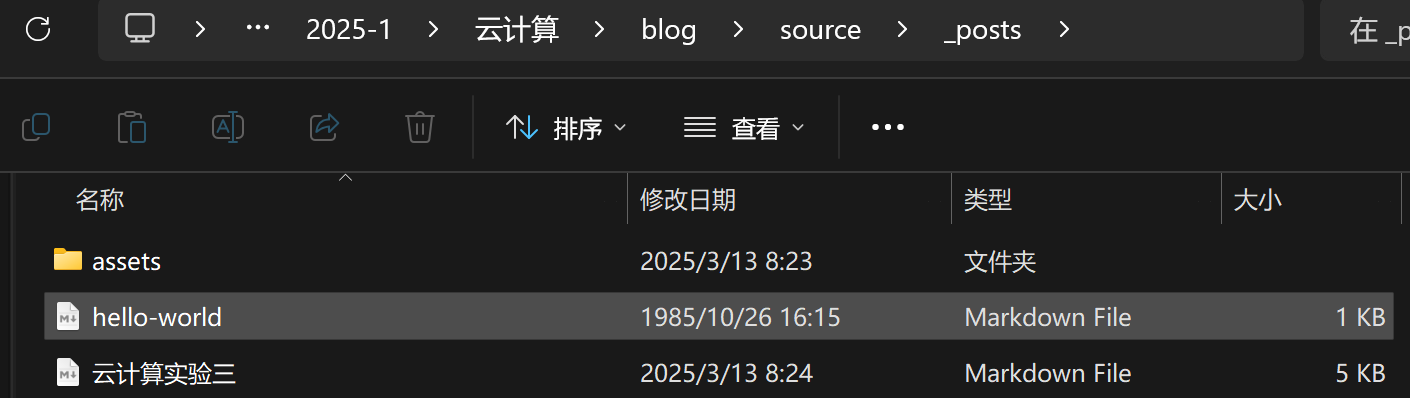 2025-1 > 云计算 > blog > source > _posts > 在 _p
排序 查看
名称 修改日期 类型 大小
assets 2025/3/13 8:23 文件夹
hello-world 1985/10/26 16:15 Markdown File 1 KB
云计算实验三 2025/3/13 8:24 Markdown File 5 KB